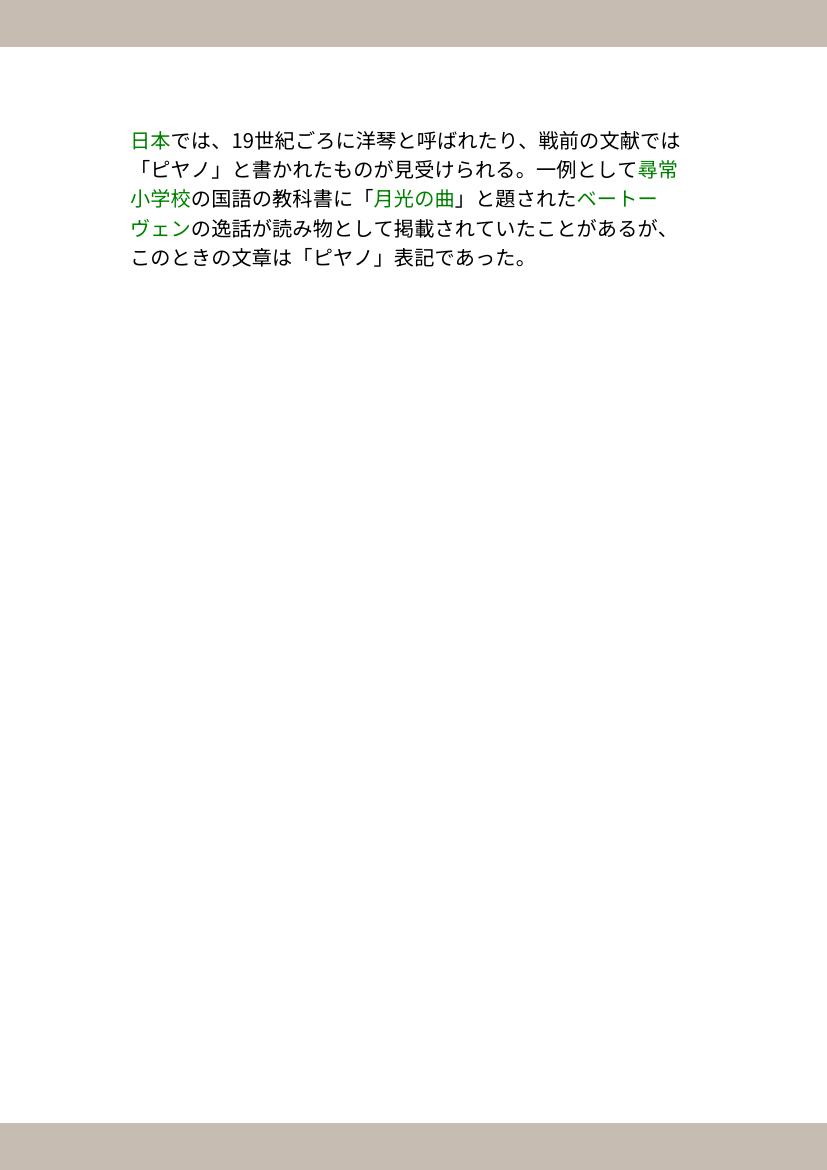 日本では、19世紀ごろに洋琴と呼ばれたり、戦前の文献では
「ピヤノ」と書かれたものが見受けられる。一例として尋常
小学校の国語の教科書に「月光の曲」と題されたベートー
ヴェンの逸話が読み物として掲載されていたことがあるが、
このときの文章は「ピヤノ」表記であった。